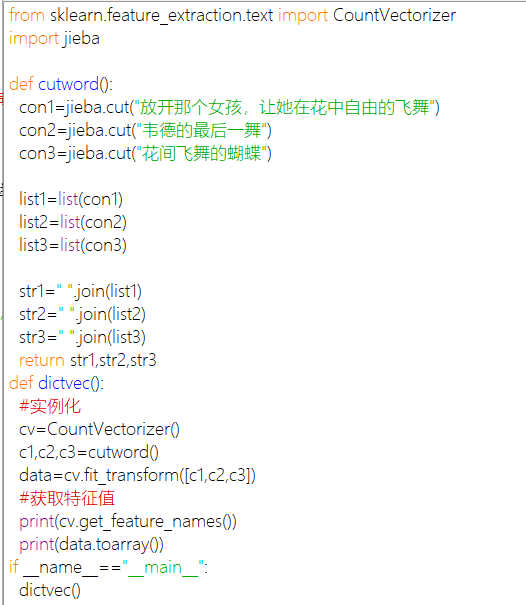 from sklearn.feature_extraction.text import CountVectorizer
import jieba
def cutword():
con1=jieba.cut("放开那个女孩，让她在花中自由的飞舞")
con2=jieba.cut("韦德的最后一舞")
con3=jieba.cut("花间飞舞的蝴蝶")
list1=list(con1)
list2=list(con2)
list3=list(con3)
str1=" ".join(list1)
str2=" ".join(list2)
str3=" ".join(list3)
return str1,str2,str3
def dictvec():
#实例化
cv=CountVectorizer()
c1,c2,c3=cutword()
data=cv.fit_transform([c1,c2,c3])
#获取特征值
print(cv.get_feature_names())
print(data.toarray())
if __name__=="__main__":
dictvec()